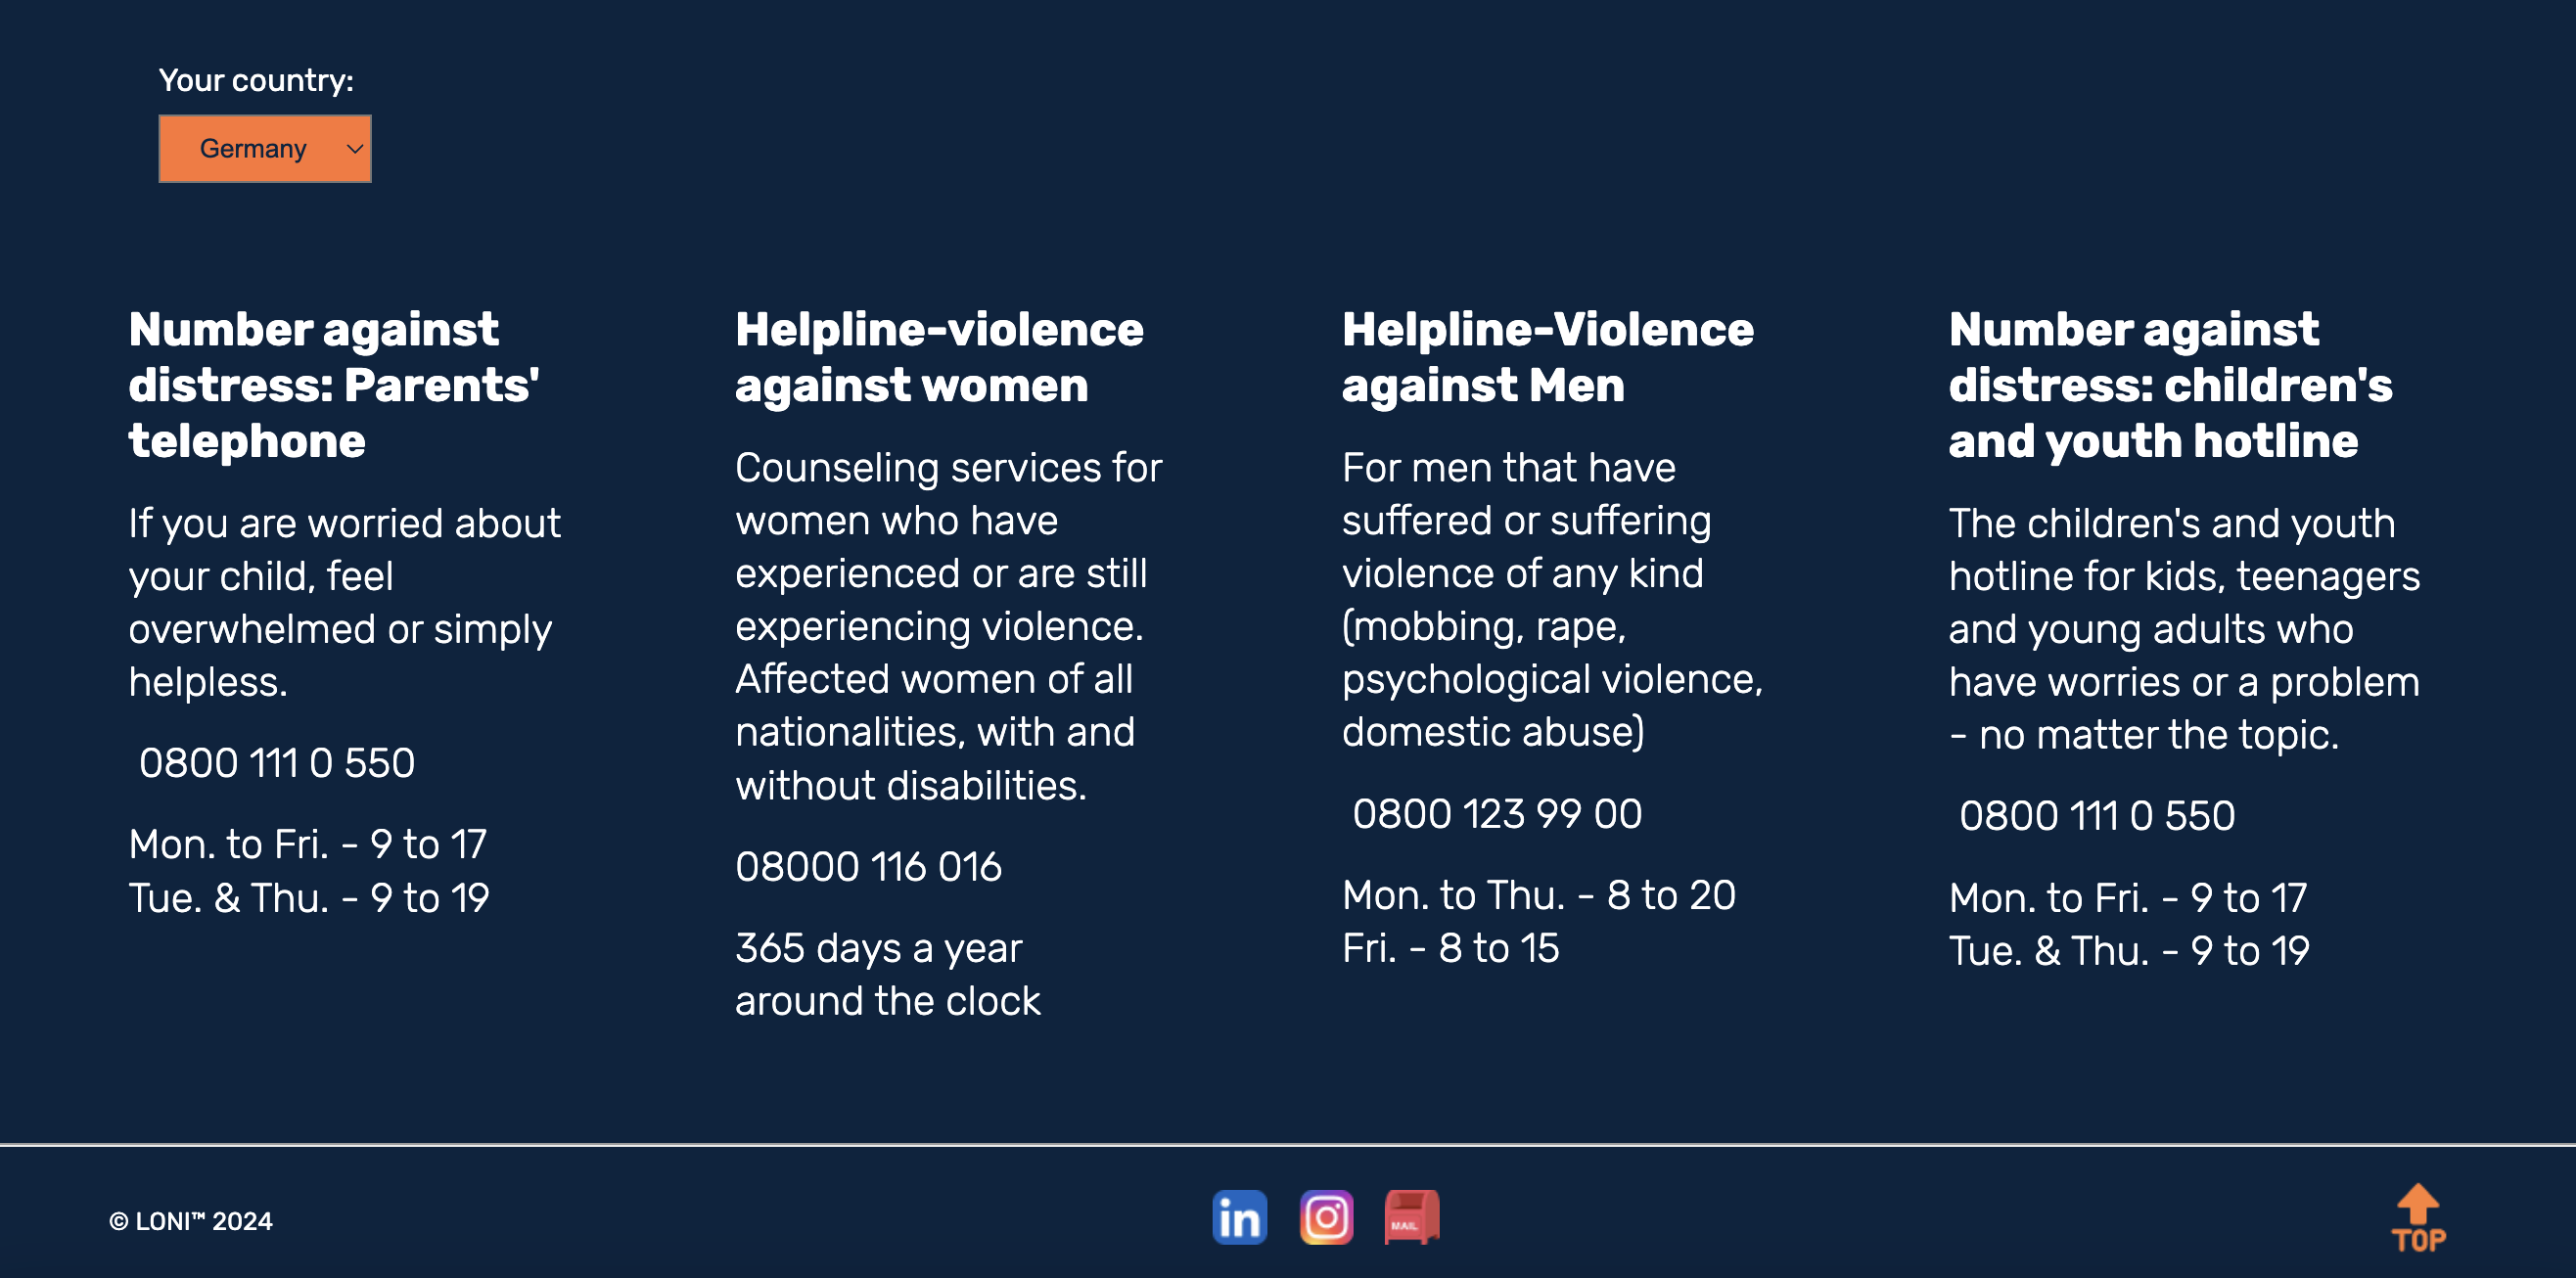 Your country:
Germany
Number against
distress: Parents'
telephone
If you are worried about
your child, feel
overwhelmed or simply
helpless.
0800 111 0 550
Mon. to Fri. - 9 to 17
Tue. & Thu. - 9 to 19
Helpline-violence
against women
Counseling services for
women who have
experienced or are still
experiencing violence.
Affected women of all
nationalities, with and
without disabilities.
08000 116 016
365 days a year
around the clock
Helpline-Violence
against Men
For men that have
suffered or suffering
violence of any kind
(mobbing, rape,
psychological violence,
domestic abuse)
0800 123 99 00
Mon. to Thu. - 8 to 20
Fri. - 8 to 15
Number against
distress: children's
and youth hotline
The children's and youth
hotline for kids, teenagers
and young adults who
have worries or a problem
- no matter the topic.
0800 111 0 550
Mon. to Fri. - 9 to 17
Tue. & Thu. - 9 to 19
© LONI™ 2024
in
MAIL
TOP